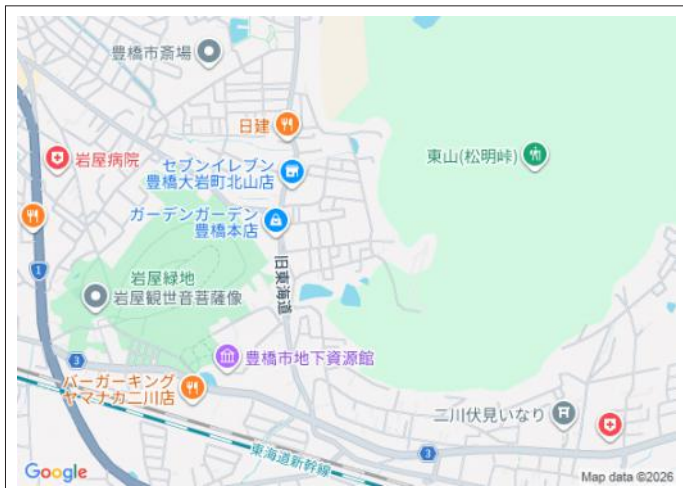 豊橋市斎場
日建
岩屋病院
セブンイレブン
豊橋大岩町北山店
東山(松明峠)
ガーデンガーデン
豊橋本店
旧東海道
1
岩屋緑地
岩屋観世音菩薩像
3
豊橋市地下資源館
バーガーキング
ヤマナカ二川店
二川伏見いなり
3
東海道新幹線
Google
Map data ©2026